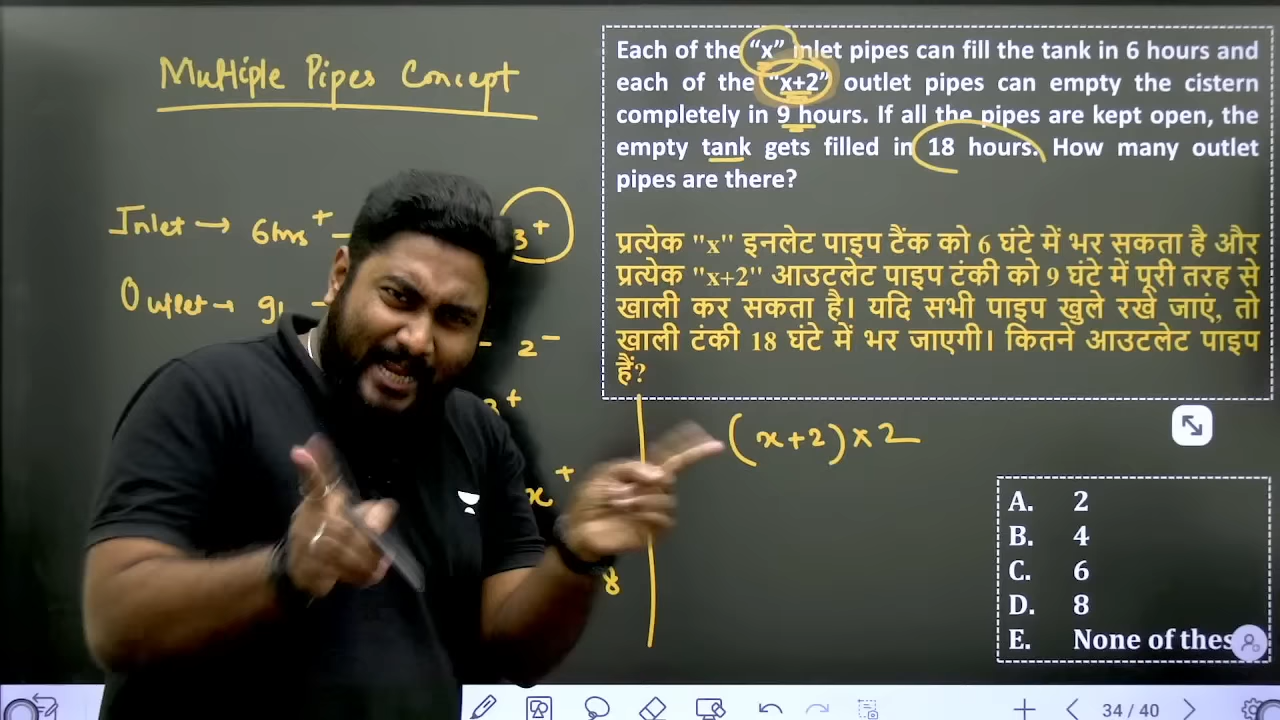 Multiple Pipes Concept
Each of the “x” inlet pipes can fill the tank in 6 hours and
each of the “x+2” outlet pipes can empty the cistern
completely in 9 hours. If all the pipes are kept open, the
empty tank gets filled in 18 hours. How many outlet
pipes are there?
प्रत्येक "x" इनलेट पाइप टैंक को 6 घंटे में भर सकता है और
प्रत्येक "x+2" आउटलेट पाइप टंकी को 9 घंटे में पूरी तरह से
खाली कर सकता है। यदि सभी पाइप खुले रखे जाएं, तो
खाली टंकी 18 घंटे में भर जाएगी। कितने आउटलेट पाइप
हैं?
Inlet → 6hrs + – 3 +
Outlet → 9
- 2 -
+
x +
(x+2)×2
A. 2
B. 4
C. 6
D. 8
E. None of thes
34 / 40